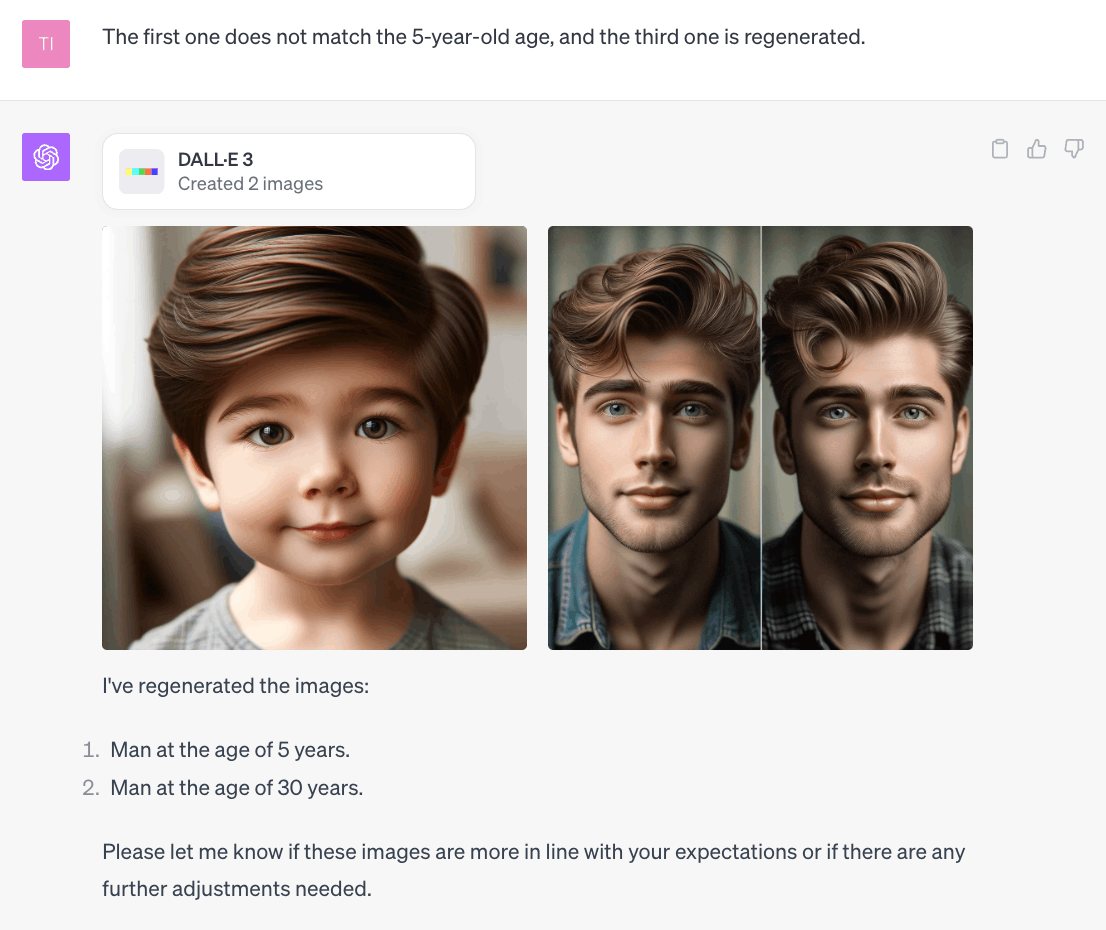 TI
The first one does not match the 5-year-old age, and the third one is regenerated.
DALL·E 3
Created 2 images
I've regenerated the images:
1. Man at the age of 5 years.
2. Man at the age of 30 years.
Please let me know if these images are more in line with your expectations or if there are any
further adjustments needed.